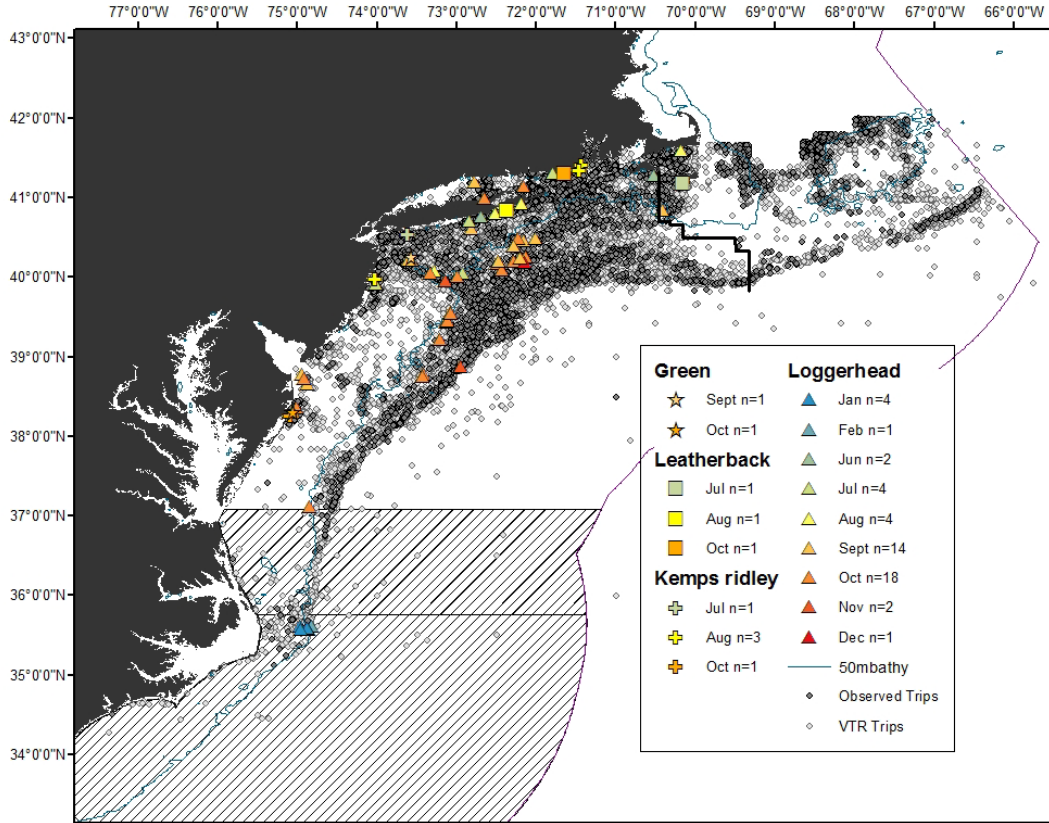 77°0'0"W 76°0'0"W 75°0'0"W 74°0'0"W 73°0'0"W 72°0'0"W 71°0'0"W 70°0'0"W 69°0'0"W 68°0'0"W 67°0'0"W 66°0'0"W
43°0'0"N
42°0'0"N
41°0'0"N
40°0'0"N
39°0'0"N
38°0'0"N
37°0'0"N
36°0'0"N
35°0'0"N
34°0'0"N
Green
Sept n=1
Oct n=1
Leatherback
Jul n=1
Aug n=1
Oct n=1
Kemps ridley
Jul n=1
Aug n=3
Oct n=1
Loggerhead
Jan n=4
Feb n=1
Jun n=2
Jul n=4
Aug n=4
Sept n=14
Oct n=18
Nov n=2
Dec n=1
50mbathy
Observed Trips
VTR Trips